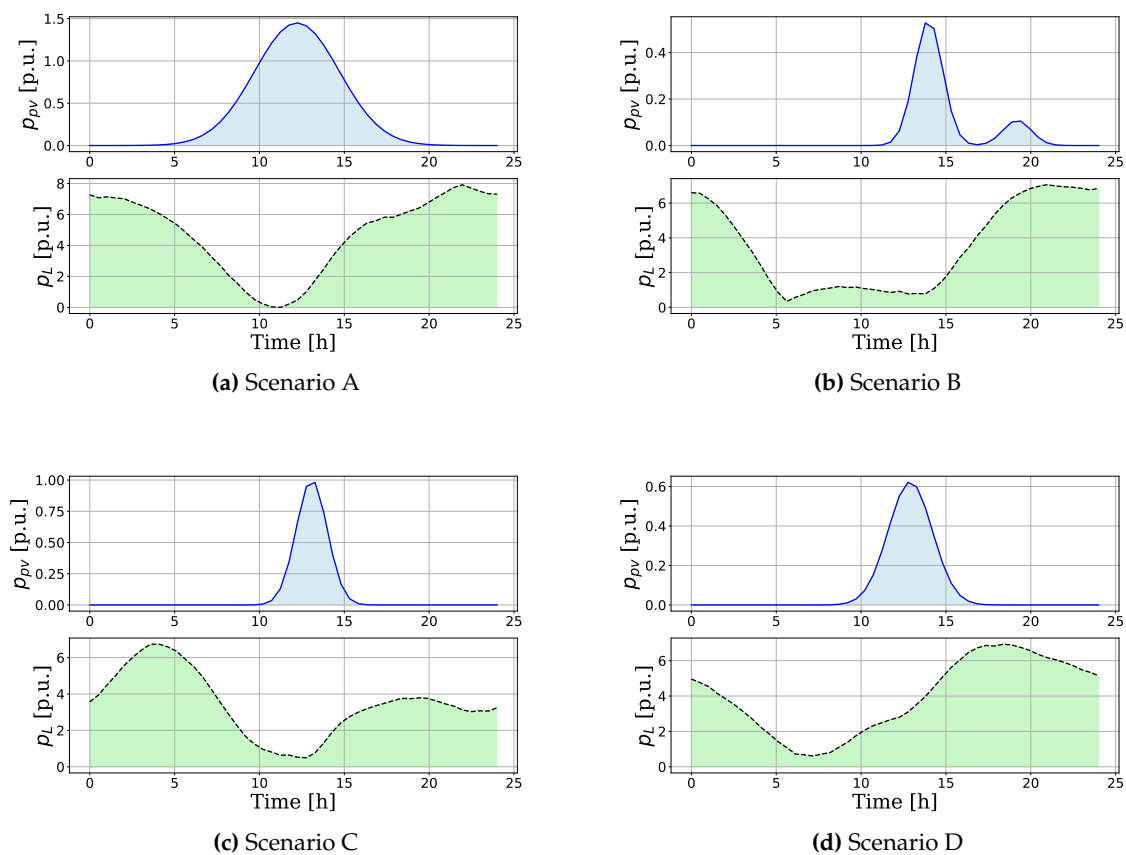 1.5
1.0
0.5
0.0
p_pv [p.u.]
0 5 10 15 20 25
8
6
4
2
0
p_L [p.u.]
0 5 10 15 20 25
Time [h]
(a) Scenario A
0.4
0.2
0.0
p_pv [p.u.]
0 5 10 15 20 25
6
4
2
0
p_L [p.u.]
0 5 10 15 20 25
Time [h]
(b) Scenario B
1.00
0.75
0.50
0.25
0.00
p_pv [p.u.]
0 5 10 15 20 25
6
4
2
0
p_L [p.u.]
0 5 10 15 20 25
Time [h]
(c) Scenario C
0.6
0.4
0.2
0.0
p_pv [p.u.]
0 5 10 15 20 25
6
4
2
0
p_L [p.u.]
0 5 10 15 20 25
Time [h]
(d) Scenario D